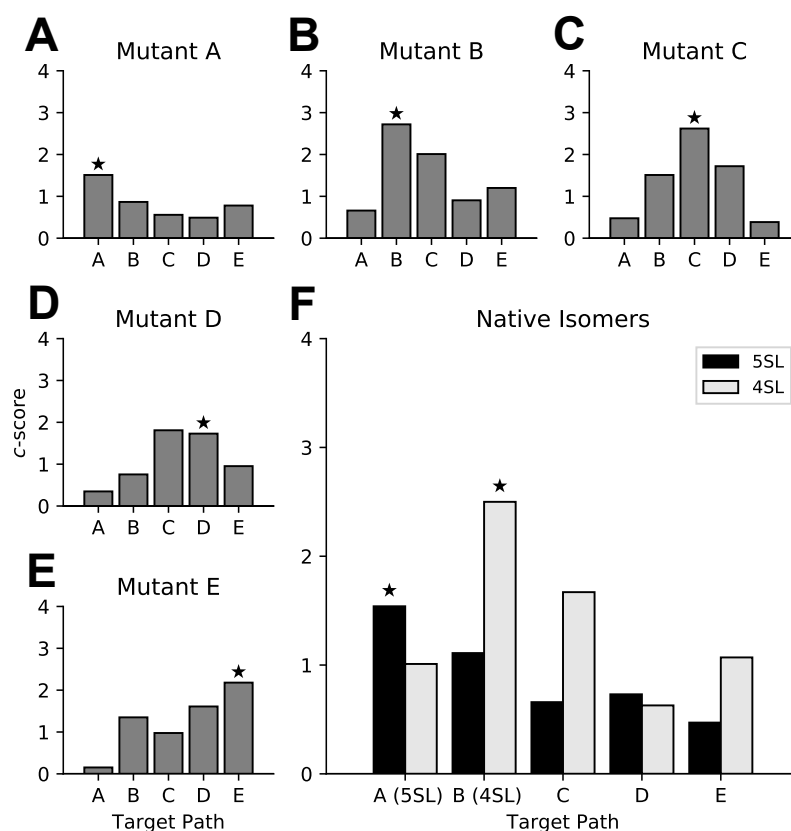 A
Mutant A
4
3
2
1
0
A B C D E
B
Mutant B
4
3
2
1
0
A B C D E
C
Mutant C
4
3
2
1
0
A B C D E
D
Mutant D
c-score
4
3
2
1
0
A B C D E
E
Mutant E
4
3
2
1
0
A B C D E
Target Path
F
Native Isomers
5SL
4SL
4
3
2
1
0
A (5SL) B (4SL) C D E
Target Path